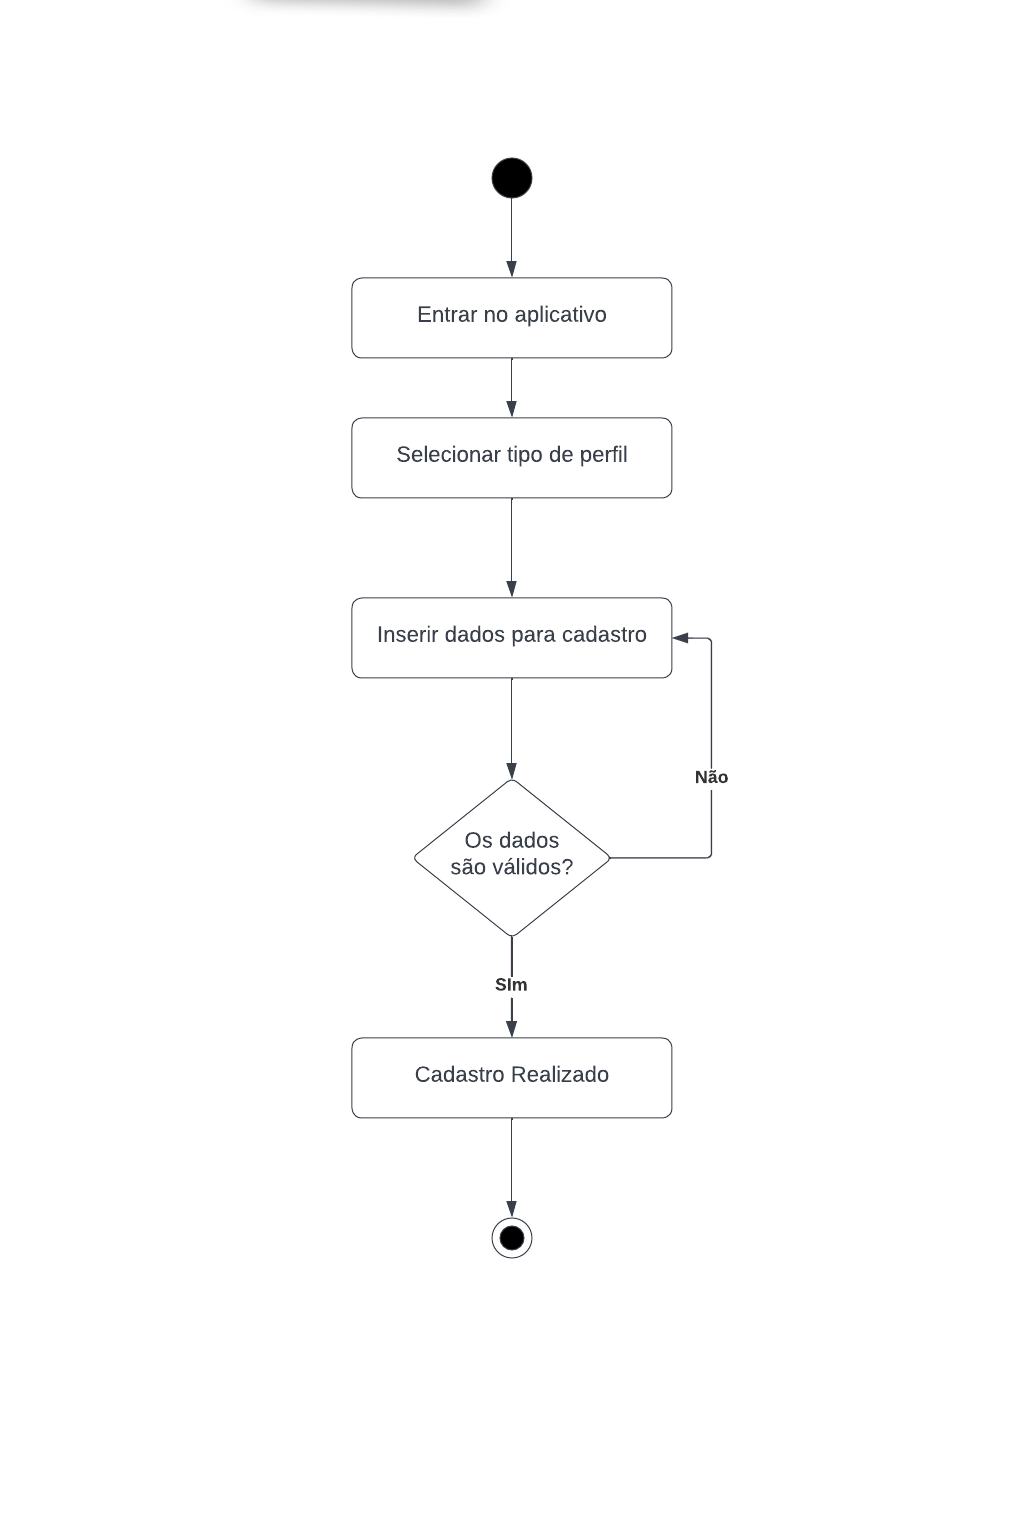 Entrar no aplicativo
Selecionar tipo de perfil
Inserir dados para cadastro
Não
Os dados
são válidos?
SIm
Cadastro Realizado